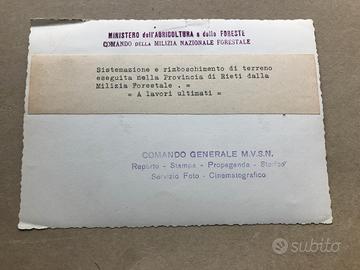 MINISTERO dell'AGRICOLTURA e delle FORESTE
COMANDO DELLA MILIZIA NAZIONALE FORESTALE
Sistemazione e rimboschimento di terreno
eseguita nella Provincia di Rieti dalla
Milizia Forestale . =
= A lavori ultimati =
COMANDO GENERALE M.V.S.N.
Reparto - Stampa - Propaganda - Storico
Servizio Foto - Cinematografico
subito